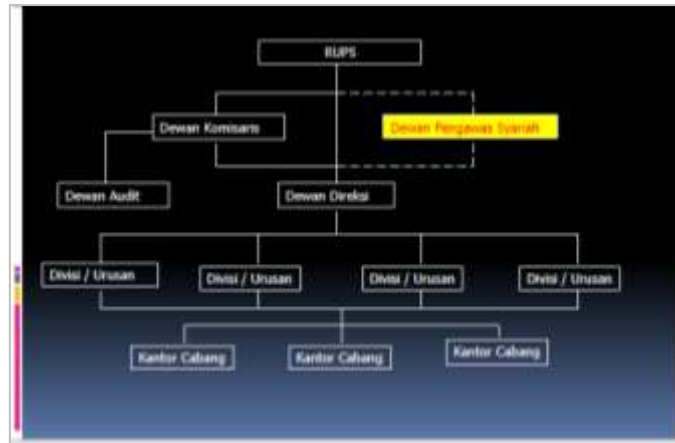 RUPS
Dewan Komisaris
Dewan Pengawas Syariah
Dewan Audit
Dewan Direksi
Divisi / Urusan
Divisi / Urusan
Divisi / Urusan
Divisi / Urusan
Kantor Cabang
Kantor Cabang
Kantor Cabang